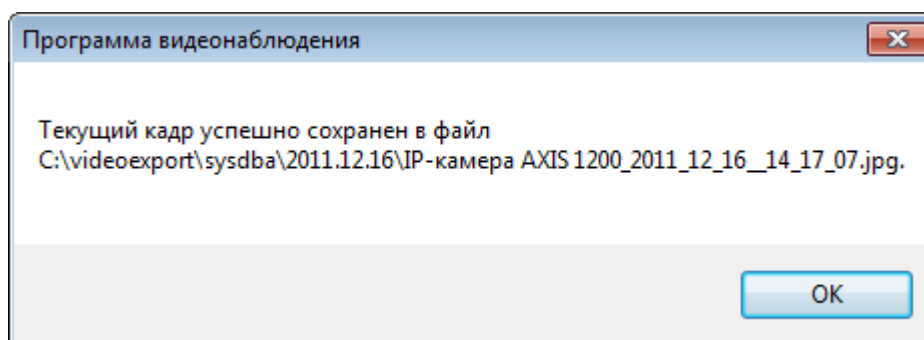 Программа видеонаблюдения
Текущий кадр успешно сохранен в файл
C:\videoexport\sysdba\2011.12.16\IP-камера AXIS 1200_2011_12_16__14_17_07.jpg.
OK